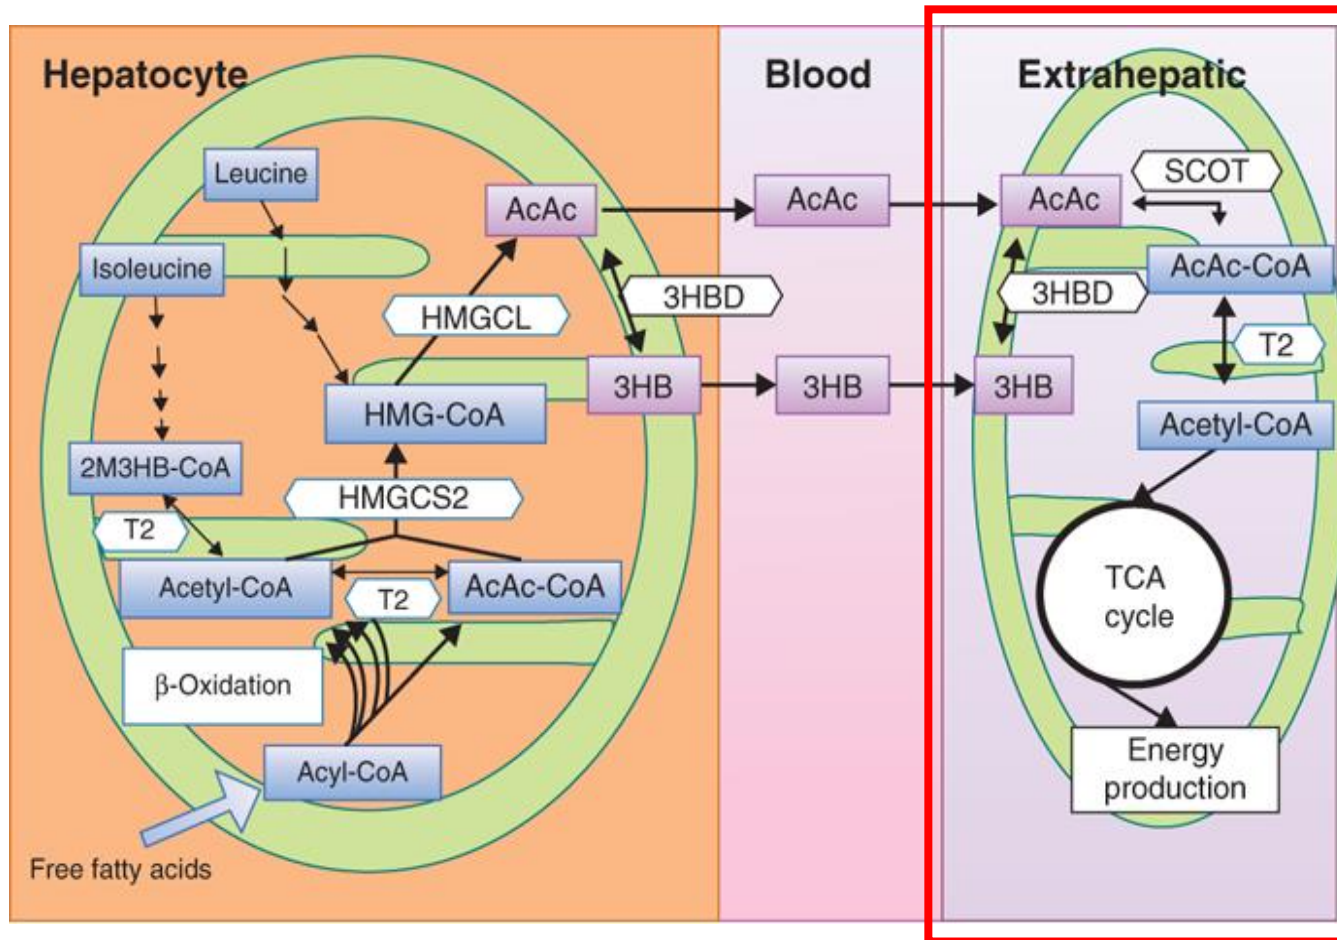 Hepatocyte
Blood
Extrahepatic
Leucine
Isoleucine
AcAc
AcAc
AcAc
SCOT
AcAc-CoA
HMGCL
3HBD
3HBD
T2
HMG-CoA
3HB
3HB
3HB
Acetyl-CoA
2M3HB-CoA
HMGCS2
T2
Acetyl-CoA
T2
AcAc-CoA
TCA
cycle
β-Oxidation
Acyl-CoA
Energy
production
Free fatty acids